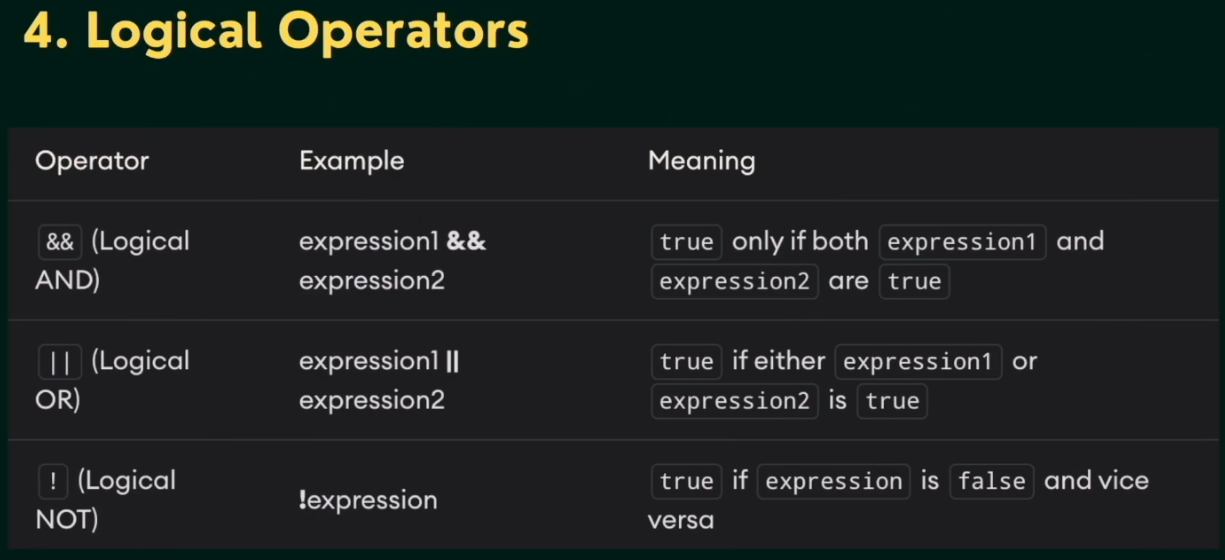 4. Logical Operators
Operator Example Meaning
&& (Logical AND) expression1 && expression2 true only if both expression1 and expression2 are true
|| (Logical OR) expression1 || expression2 true if either expression1 or expression2 is true
! (Logical NOT) !expression true if expression is false and vice versa